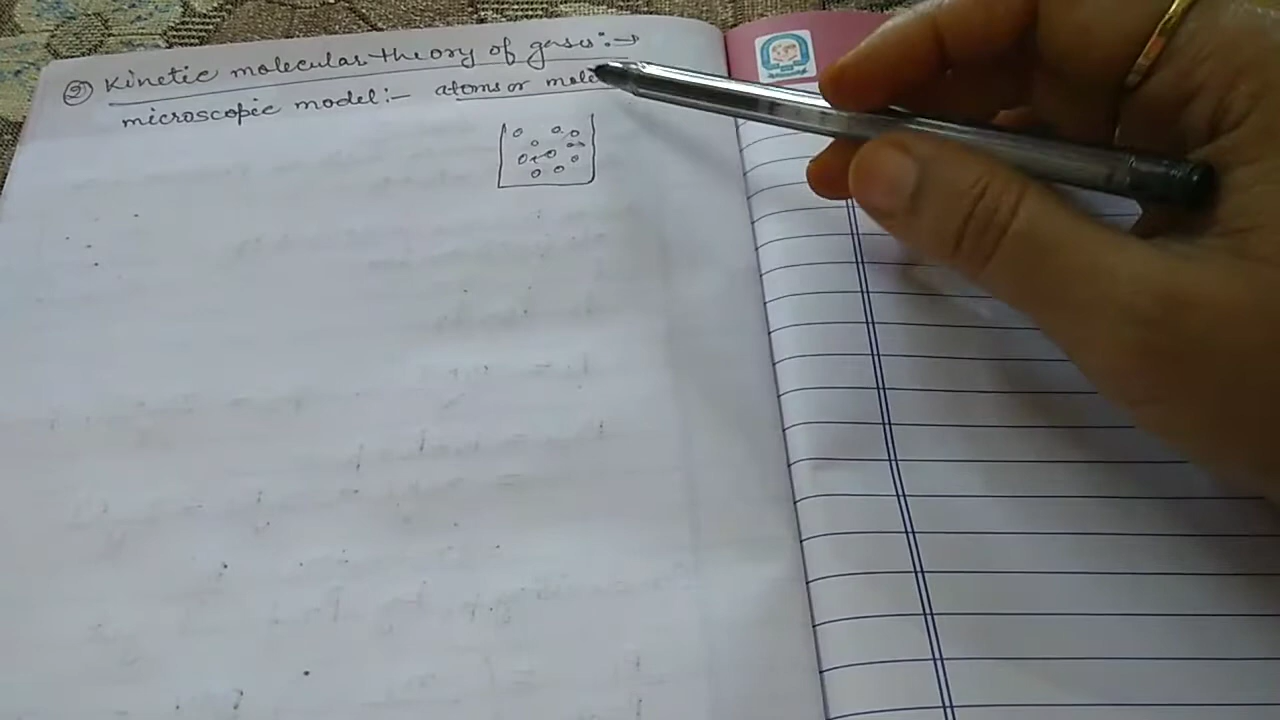 ② Kinetic molecular theory of gases:→
microscopic model:- atoms or mole